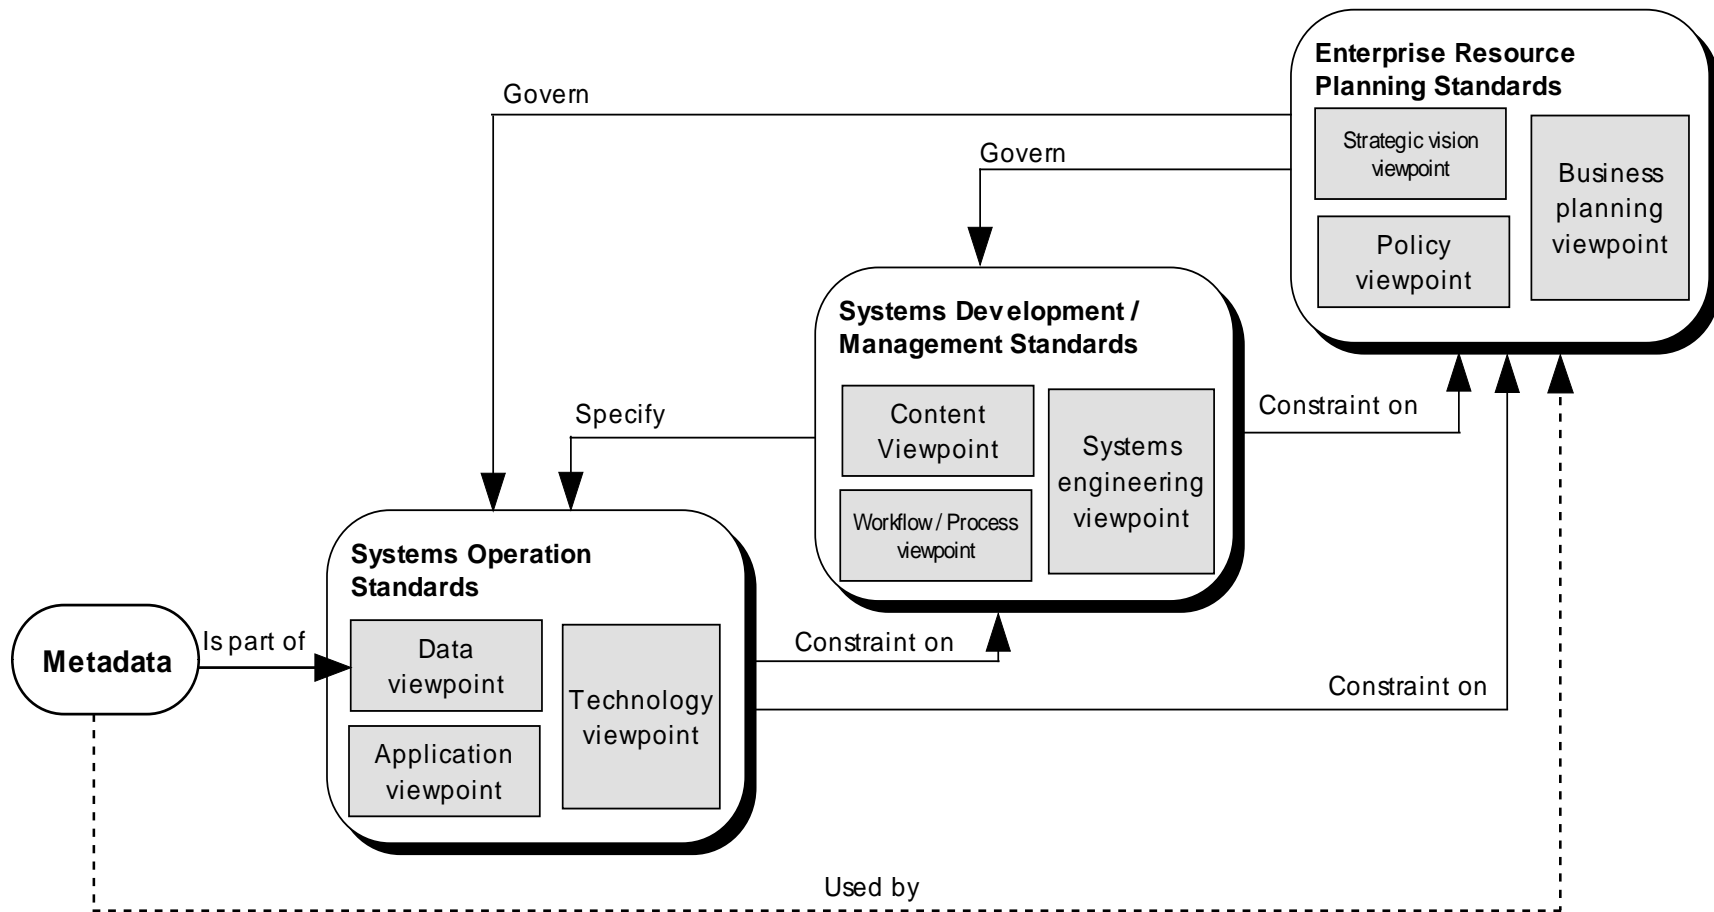 Enterprise Resource
Planning Standards
Govern
Strategic vision
viewpoint
Business
planning
viewpoint
Govern
Policy
viewpoint
Systems Development /
Management Standards
Content
Viewpoint
Systems
engineering
viewpoint
Workflow / Process
viewpoint
Constraint on
Specify
Systems Operation
Standards
Metadata
Is part of
Data
viewpoint
Technology
viewpoint
Application
viewpoint
Constraint on
Constraint on
Used by